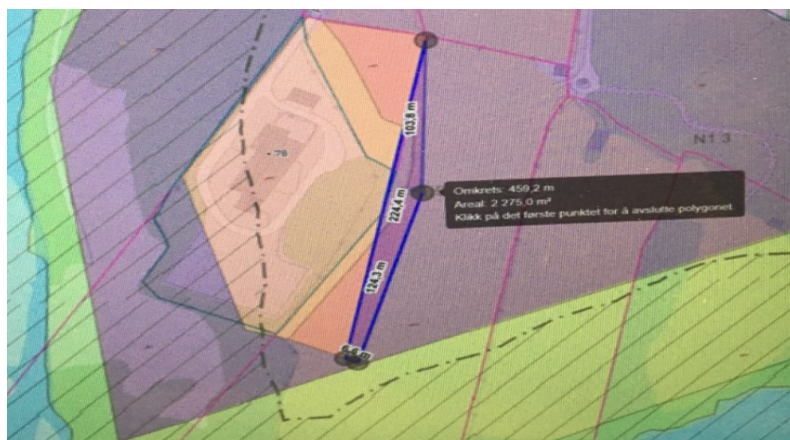 103,8 m
N1 3
78
Omkrets: 459,2 m
Areal: 2 275,0 m²
Klikk på det første punktet for å avslutte polygonet
224,4 m
124,3 m